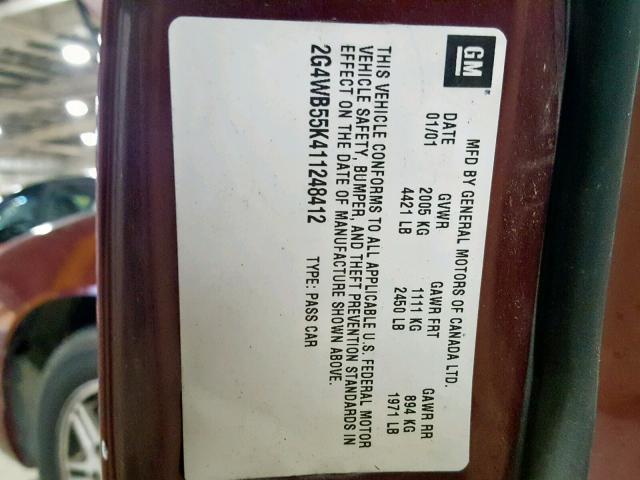 GM
MFD BY GENERAL MOTORS OF CANADA LTD.
DATE GVWR GAWR FRT GAWR RR
01/01 2005 KG 1111 KG 894 KG
4421 LB 2450 LB 1971 LB
THIS VEHICLE CONFORMS TO ALL APPLICABLE U.S. FEDERAL MOTOR
VEHICLE SAFETY, BUMPER, AND THEFT PREVENTION STANDARDS IN
EFFECT ON THE DATE OF MANUFACTURE SHOWN ABOVE.
2G4WB55K411248412 TYPE: PASS CAR